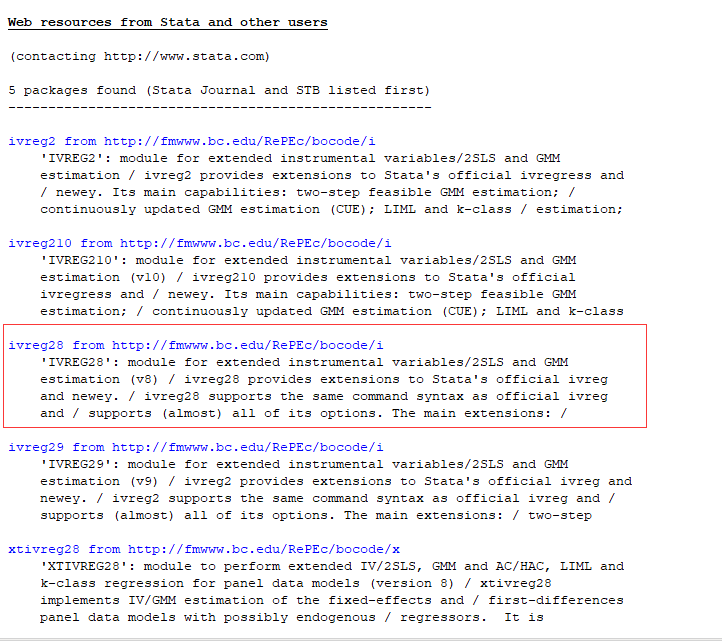 Web resources from Stata and other users
(contacting http://www.stata.com)
5 packages found (Stata Journal and STB listed first)
-----------------------------------------------------
ivreg2 from http://fmwww.bc.edu/RePEc/bocode/i
'IVREG2': module for extended instrumental variables/2SLS and GMM
estimation / ivreg2 provides extensions to Stata's official ivregress and
/ newey. Its main capabilities: two-step feasible GMM estimation; /
continuously updated GMM estimation (CUE); LIML and k-class / estimation;
ivreg210 from http://fmwww.bc.edu/RePEc/bocode/i
'IVREG210': module for extended instrumental variables/2SLS and GMM
estimation (v10) / ivreg210 provides extensions to Stata's official
ivregress and / newey. Its main capabilities: two-step feasible GMM
estimation; / continuously updated GMM estimation (CUE); LIML and k-class
ivreg28 from http://fmwww.bc.edu/RePEc/bocode/i
'IVREG28': module for extended instrumental variables/2SLS and GMM
estimation (v8) / ivreg28 provides extensions to Stata's official ivreg
and newey. / ivreg28 supports the same command syntax as official ivreg
and / supports (almost) all of its options. The main extensions: /
ivreg29 from http://fmwww.bc.edu/RePEc/bocode/i
'IVREG29': module for extended instrumental variables/2SLS and GMM
estimation (v9) / ivreg2 provides extensions to Stata's official ivreg and
newey. / ivreg2 supports the same command syntax as official ivreg and /
supports (almost) all of its options. The main extensions: / two-step
xtivreg28 from http://fmwww.bc.edu/RePEc/bocode/x
'XTIVREG28': module to perform extended IV/2SLS, GMM and AC/HAC, LIML and
k-class regression for panel data models (version 8) / xtivreg28
implements IV/GMM estimation of the fixed-effects and / first-differences
panel data models with possibly endogenous / regressors.  It is